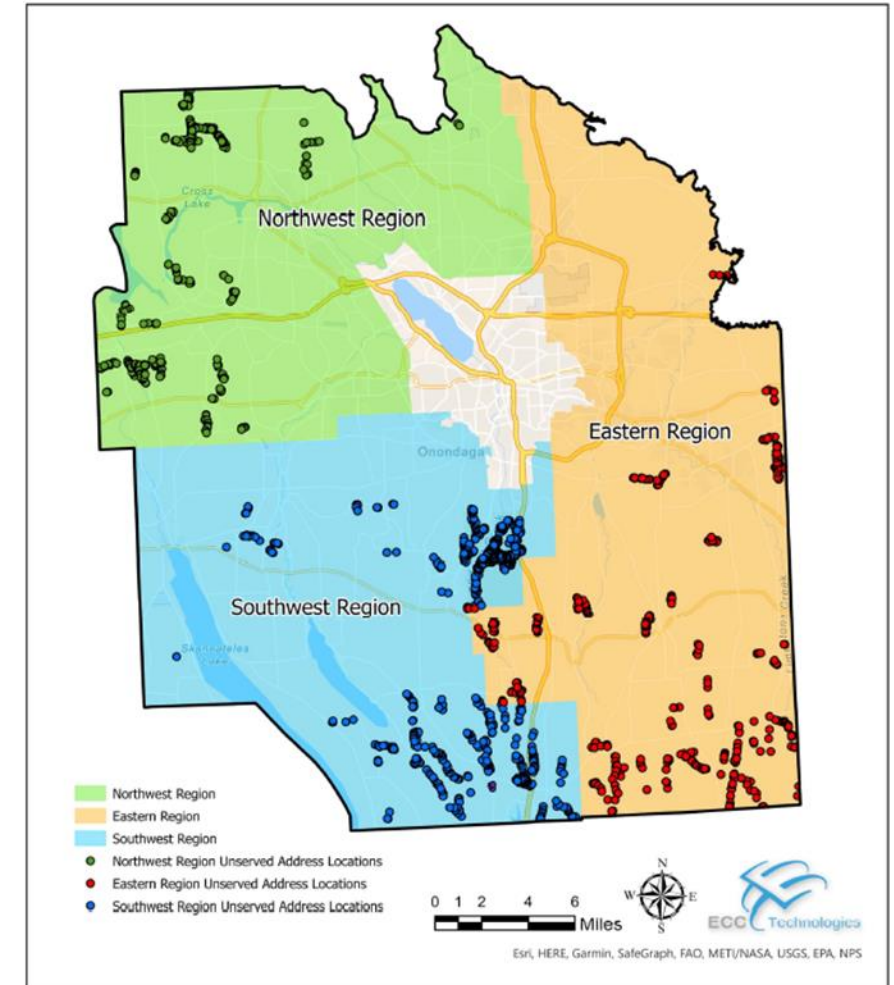 Cross
Lake
Northwest Region
Onondaga
Eastern Region
Southwest Region
Skaneateles
Lake
Northwest Region
Eastern Region
Southwest Region
Northwest Region Unserved Address Locations
Eastern Region Unserved Address Locations
Southwest Region Unserved Address Locations
0 1 2 4 6
Miles
N
W E
S
ECC Technologies
Esri, HERE, Garmin, SafeGraph, FAO, METI/NASA, USGS, EPA, NPS